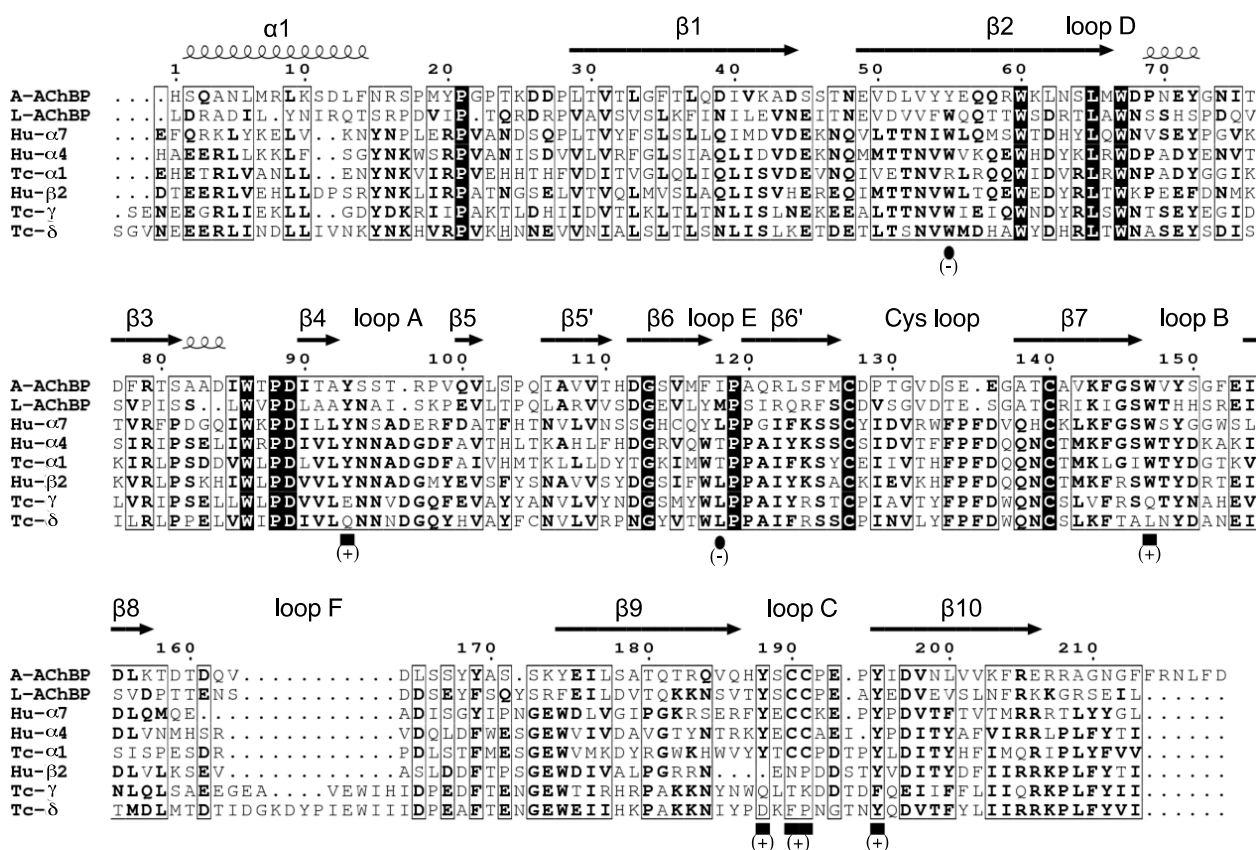 α1 β1 β2 loop D
1 10 20 30 40 50 60 70
A-AChBP ....HSQANLMRLKSDLFNRSPMYPGPTKDDPLTVTLGFTLQDIVKADSSTNEVDLVYYEQQRWKLNSLMWDPNEYGNIT
L-AChBP ....LDRADIL.YNIRQTSRPDVIPTQRDRPVAVSVSLKFINILEVNEITNEVDVVFWQQTTWSDRTLAWNSSHSPDQV
Hu-α7 ...EFQRKLYKELV..KNYNPLERPVANDSQPLTVYFSLSLLQIMDVDEKNQVLTTNIWLQMSWTDHYLQWNVSEYPGVK
Hu-α4 ...HAEERLLKKLF..SGYNKWSRPVANISDVVLVRFGLSIAQLIDVDEKNQMMTTNVWVKQEWHDYKLRWDPADYENVT
Tc-α1 ...EHETRLVANLL..ENYNKVIRPVEHHTHFVDITVGLQLIQLISVDEVNQIVETNVRLRQQWIDVRLRWNPADYGGIK
Hu-β2 ...DTEERLVEHLLDPSRYNKLIRPATNGSELVTVQLMVSLAQLISVHEREQIMTTNVWLTQEWEDYRLRWKPEEFDNMK
Tc-γ .SENEEGRLIEKLL..GDYDKRIIPAKTLDHIIDVTLKLTLTNLISLNEKEEALTTNVWIEIQWNDYRLSWNTSEYEGID
Tc-δ SGVNEEERLINDLLIVNKYNKHVRPVKHNNEVVNIALSLTLSNLISLKETDETLTSNVWMDHAWYDHRLTWNASEYSDIS
(-)
β3 β4 loop A β5 β5' β6 loop E β6' Cys loop β7 loop B
80 90 100 110 120 130 140 150
A-AChBP DFRTSAADIWTPDITAYSST.RPVQVLSPQIAVVTHDGSVMFIPAQRLSFMCDPTGVDSE.EGATCAVKFGSWVYSGFEI
L-AChBP SVPISS..LWVPDLAAYNAI.SKPEVLTPQLARVVSDGEVLYMPSIRQRFSCDVSGVDTE.SGATCRIKIGSWTHHSREI
Hu-α7 TVRFPDGQIWKPDILLYNSADERFDATFHTNVLVNSSGHCQYLPPGIFKSSCYIDVRWFPFDVQHCKLKFGSWSYGGWSL
Hu-α4 SIRIPSELIWRPDIVLYNNADGDFAVTHLTKAHLFHDGRVQWTPPAIYKSSCSIDVTFFPFDQQNCTMKFGSWTYDKAKI
Tc-α1 KIRLPSDDVWLPDLVLYNNADGDFAIVHMTKLLLDYTGKIMWTPPAIFKSYCEIIVTHFPFDQQNCTMKLGIWTYDGTKV
Hu-β2 KVRLPSKHIWLPDVVLYNNADGMYEVSFYSNAVVSYDGSIFWLPPAIYKSACKIEVKHFPFDQQNCTMKFRSWTYDRTEI
Tc-γ LVRIPSELLWLPDVVLENNVDGQFEVAYYANVLVYNDGSMYWLPPAIYRSTCPIAVTYFPFDWQNCSLVFRSQTYNAHEV
Tc-δ ILRLPPELVWIPDIVLQNNNDGQYHVAYFCNVLVRPNGYVTWLPPAIFRSSCPINVLYFPFDWQNCSLKFTALNYDANEI
(+) (-) (+)
β8 loop F β9 loop C β10
160 170 180 190 200 210
A-AChBP DLKTDTDQV............DLSSYYAS.SKYEILSATQTRQVQHYSCCPE.PYIDVNLVVKFRERRAGNGFFRNLFD
L-AChBP SVDPTTENS............DDSEYFSQYSRFEILDVTQKKNSVTYSCCPE.AYEDVEVSLNFRKKGRSEIL......
Hu-α7 DLQMQE..............ADISGYIPNGEWDLVGIPGKRSERFYECCKE.PYPDVTFTVTMRRRTLYYGL......
Hu-α4 DLVNMHSR............VDQLDFWESGEWVIVDAVGTYNTRKYECCAEI.YPDITYAFVIRRLPLFYTI......
Tc-α1 SISPESDR............PDLSTFMESGEWVMKDYRGWKHWVYYTCCPDTPYLDITYHFIMQRIPLYFVV......
Hu-β2 DLVLKSEV............ASLDDFTPSGEWDIVALPGRRN....ENPDDSTYVDITYDFIIRRKPLFYTI......
Tc-γ NLQLSAEEGEA....VEWIHIDPEDFTENGEWTIRHRPAKKNYNWQLTKDDTDFQEIIFFLIIQRKPLFYII......
Tc-δ TMDLMTDTIDGKDYPIEWIIIDPEAFTENGEWEIIHKPAKKNIYPDKFPNGTNYQDVTFYLIIRRKPLFYVI......
(+) (+) (+)